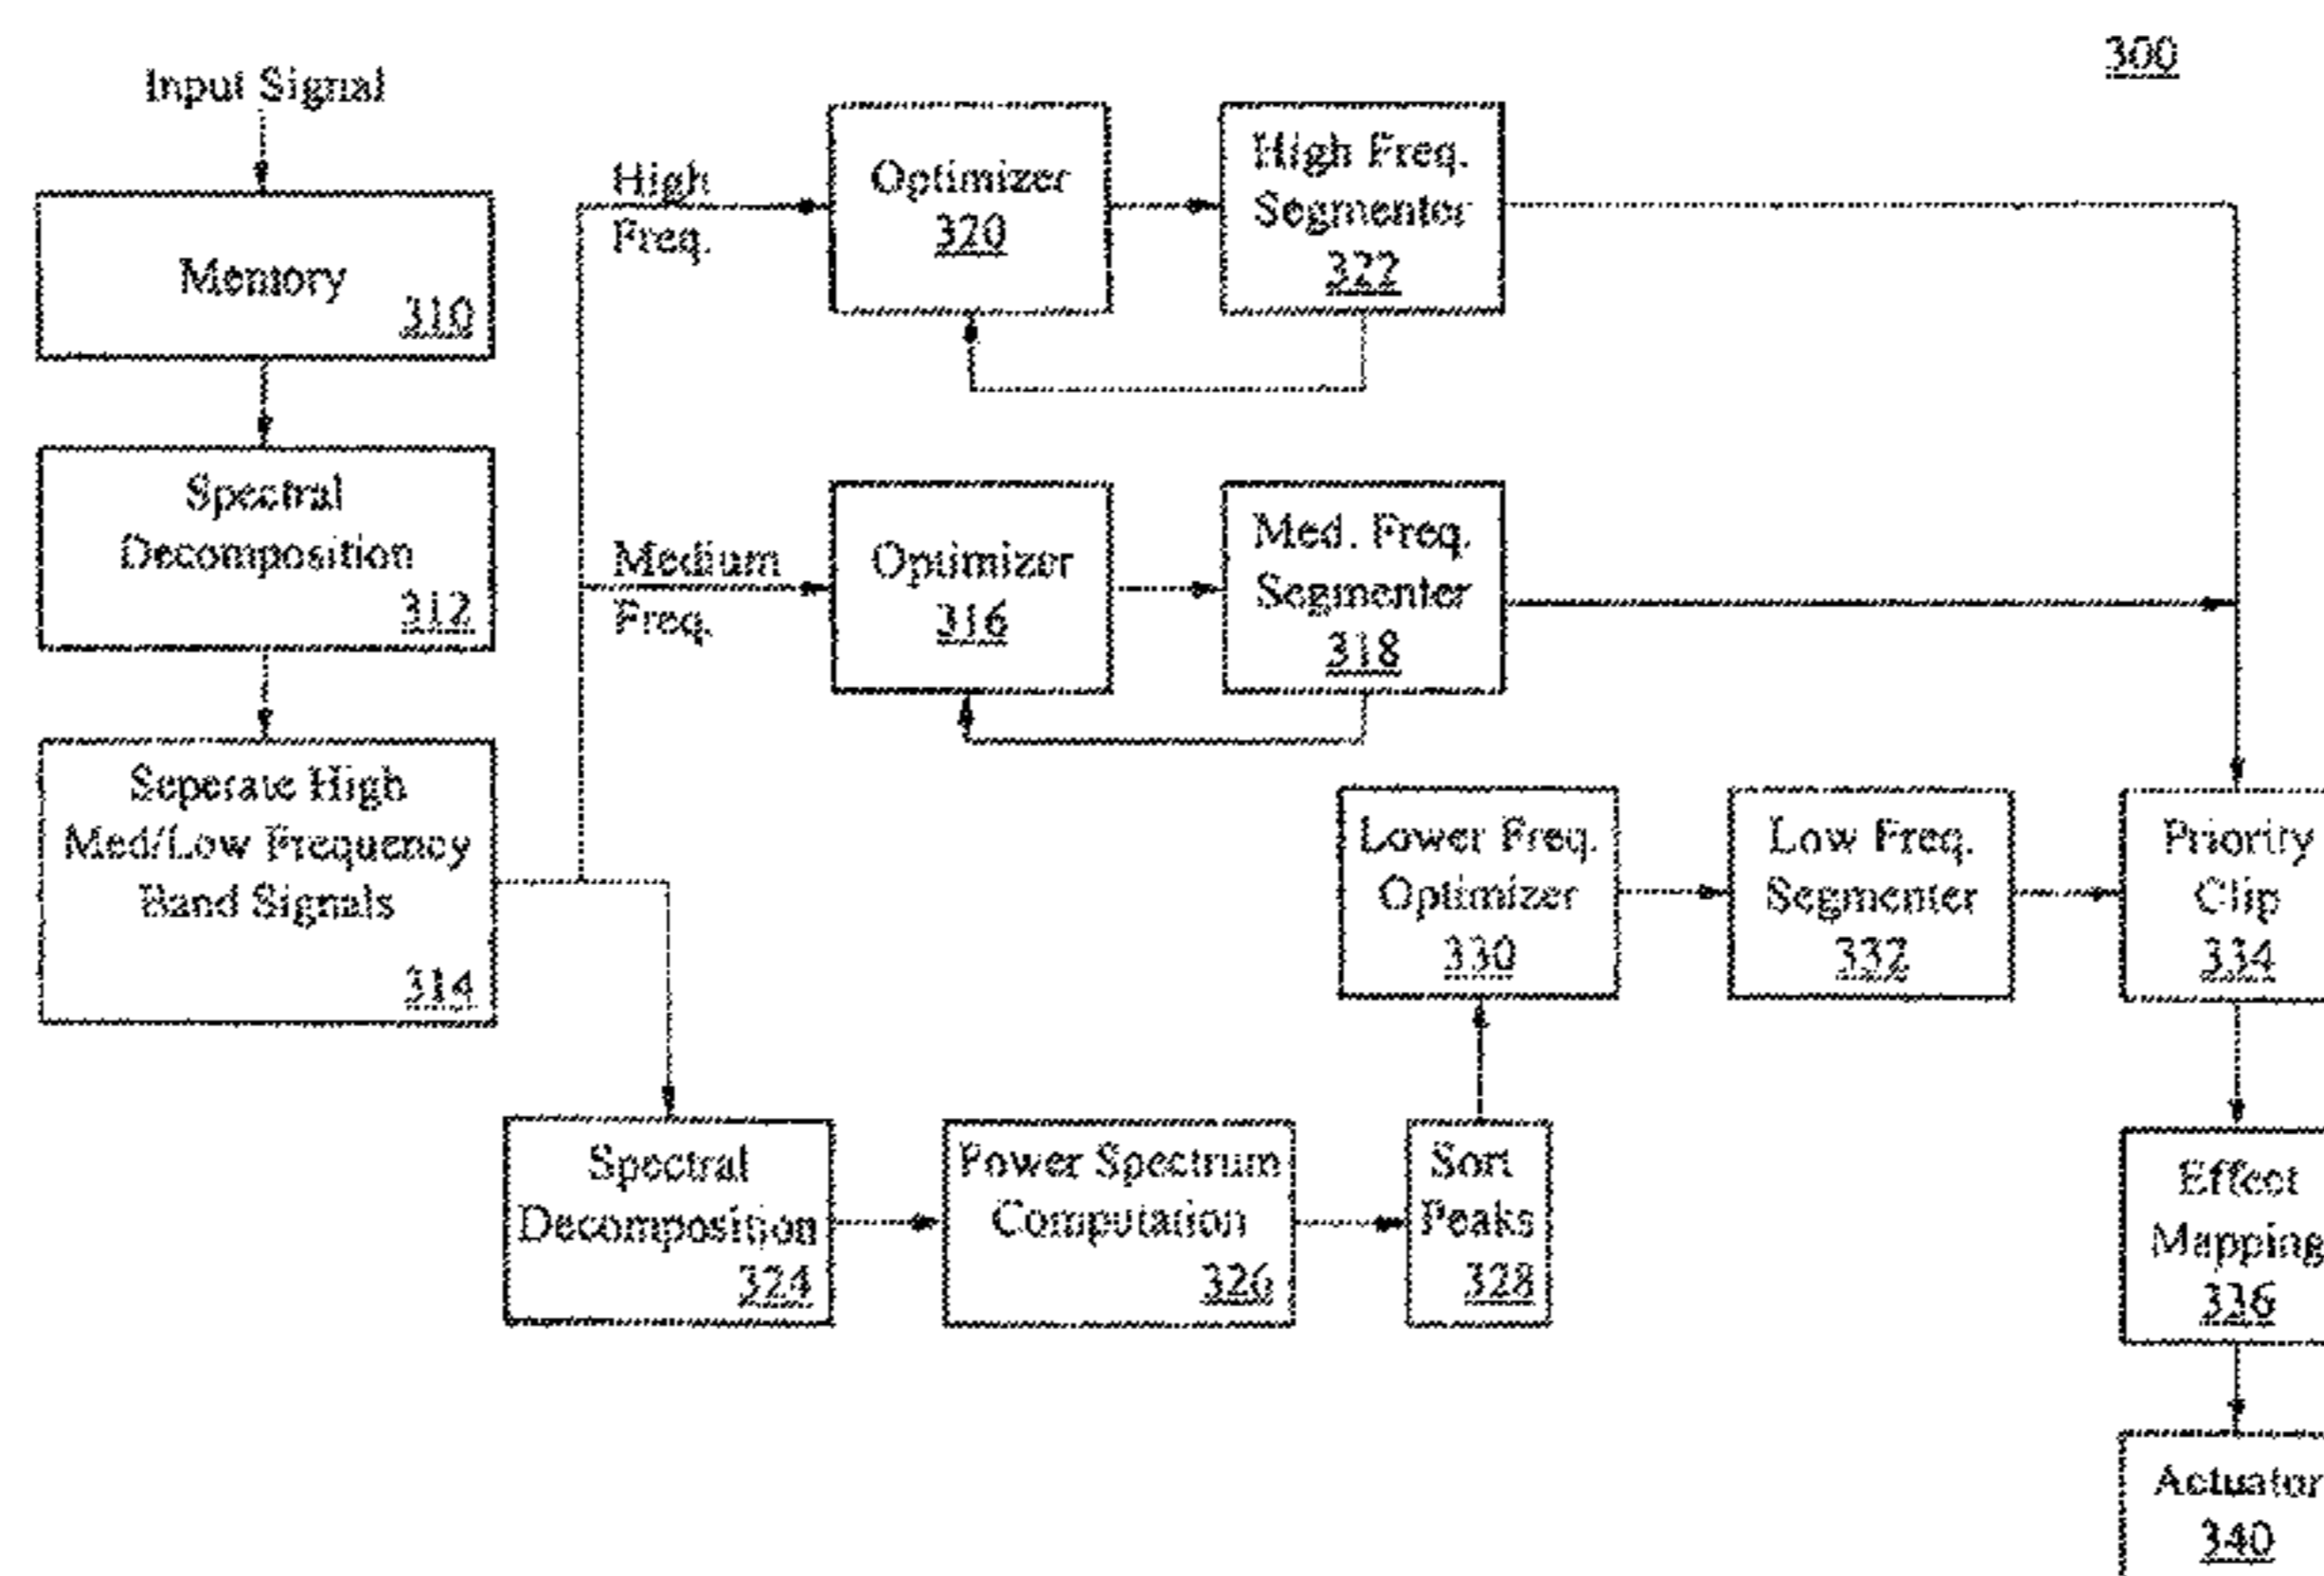 300
Input Signal
Memory
310
Spectral
Decomposition
312
Seperate High
Med/Low Frequency
Band Signals
314
High
Freq.
Optimizer
320
High Freq.
Segmenter
322
Medium
Freq.
Optimizer
316
Med. Freq.
Segmenter
318
Spectral
Decomposition
324
Power Spectrum
Computation
326
Sort
Peaks
328
Lower Freq.
Optimizer
330
Low Freq.
Segmenter
332
Priority
Clip
334
Effect
Mapping
336
Actuator
340